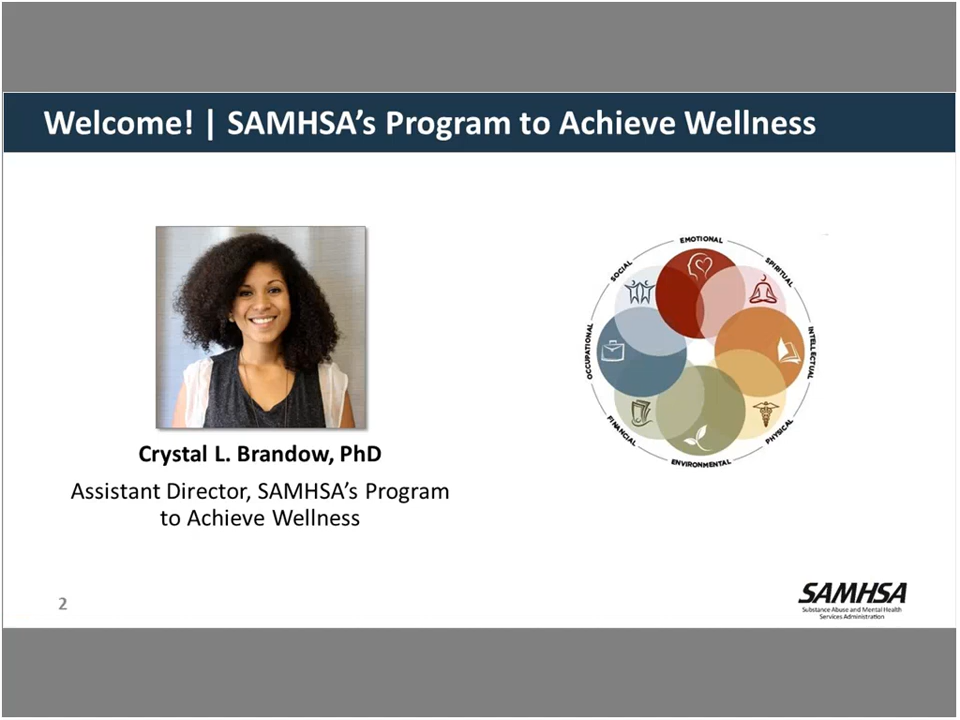 Welcome! | SAMHSA's Program to Achieve Wellness
Crystal L. Brandow, PhD
Assistant Director, SAMHSA's Program
to Achieve Wellness
EMOTIONAL
SPIRITUAL
INTELLECTUAL
PHYSICAL
ENVIRONMENTAL
FINANCIAL
OCCUPATIONAL
SOCIAL
2
SAMHSA
Substance Abuse and Mental Health
Services Administration